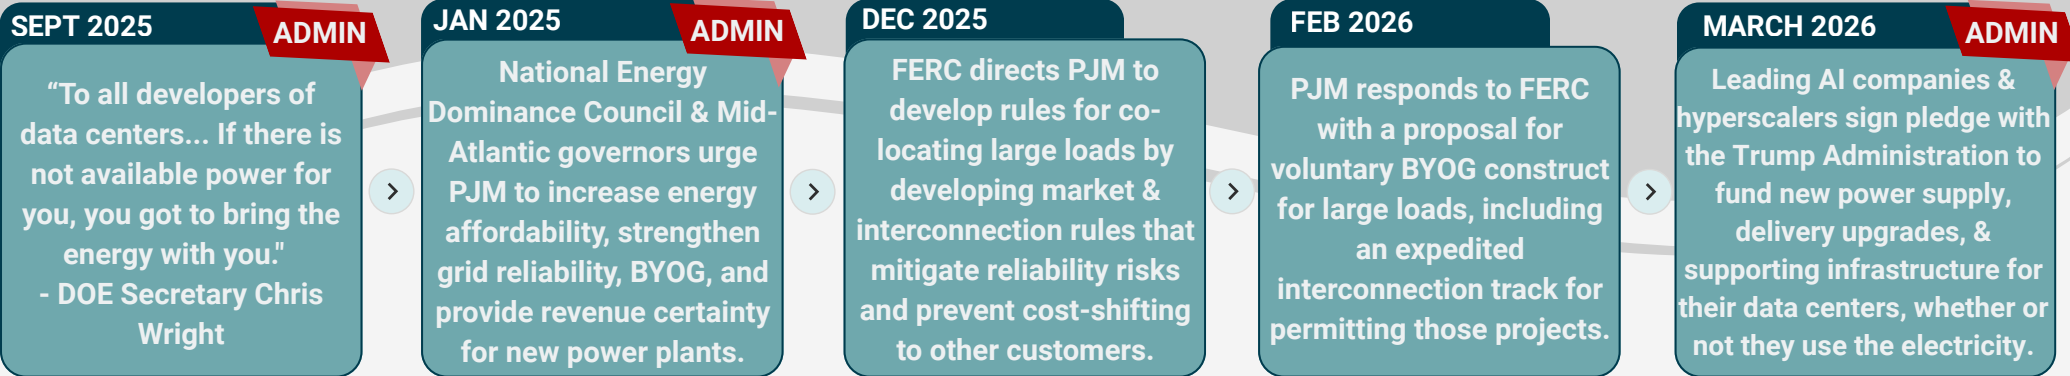 SEPT 2025
ADMIN
“To all developers of
data centers... If there is
not available power for
you, you got to bring the
energy with you."
- DOE Secretary Chris
Wright
JAN 2025
ADMIN
National Energy
Dominance Council & Mid-
Atlantic governors urge
PJM to increase energy
affordability, strengthen
grid reliability, BYOG, and
provide revenue certainty
for new power plants.
DEC 2025
FERC directs PJM to
develop rules for co-
locating large loads by
developing market &
interconnection rules that
mitigate reliability risks
and prevent cost-shifting
to other customers.
FEB 2026
PJM responds to FERC
with a proposal for
voluntary BYOG construct
for large loads, including
an expedited
interconnection track for
permitting those projects.
MARCH 2026
ADMIN
Leading AI companies &
hyperscalers sign pledge with
the Trump Administration to
fund new power supply,
delivery upgrades, &
supporting infrastructure for
their data centers, whether or
not they use the electricity.